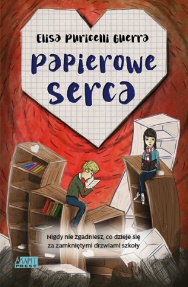 Elisa Puricelli Guerra
papierowe
serca
Nigdy nie zgadniesz, co dzieje się
za zamkniętymi drzwiami szkoły